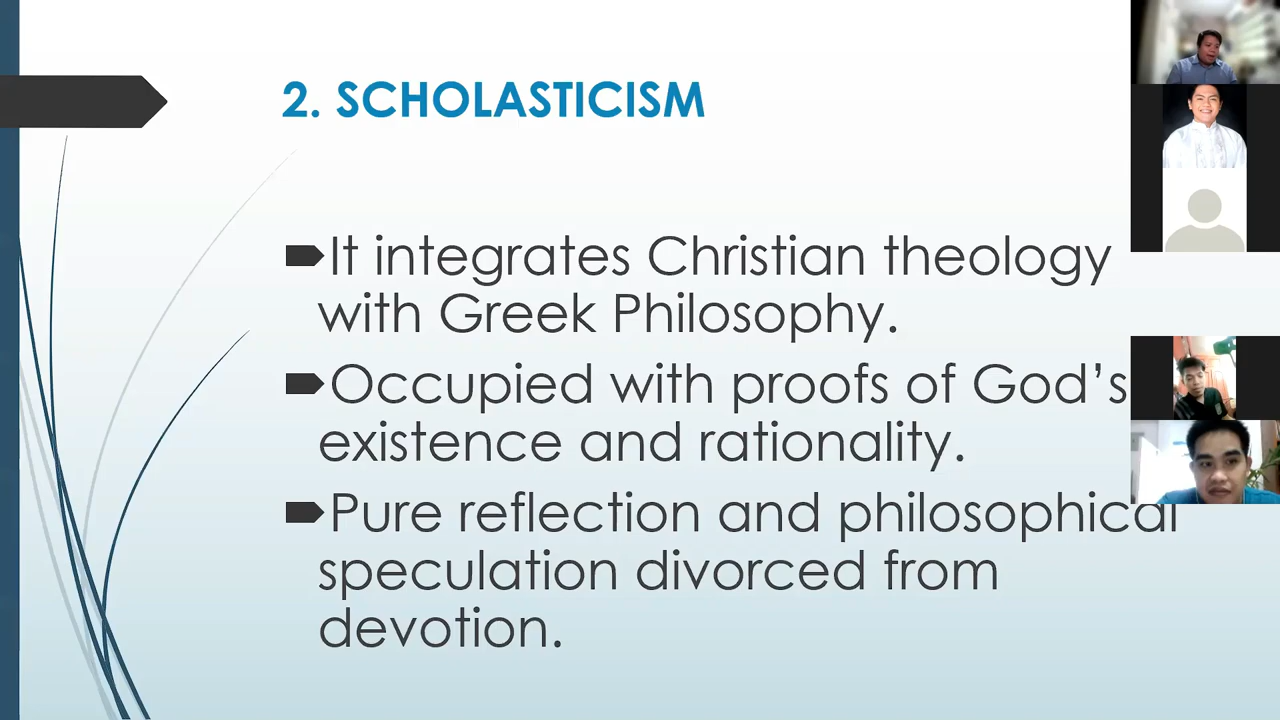 2. SCHOLASTICISM
It integrates Christian theology
with Greek Philosophy.
Occupied with proofs of God's
existence and rationality.
Pure reflection and philosophical
speculation divorced from
devotion.